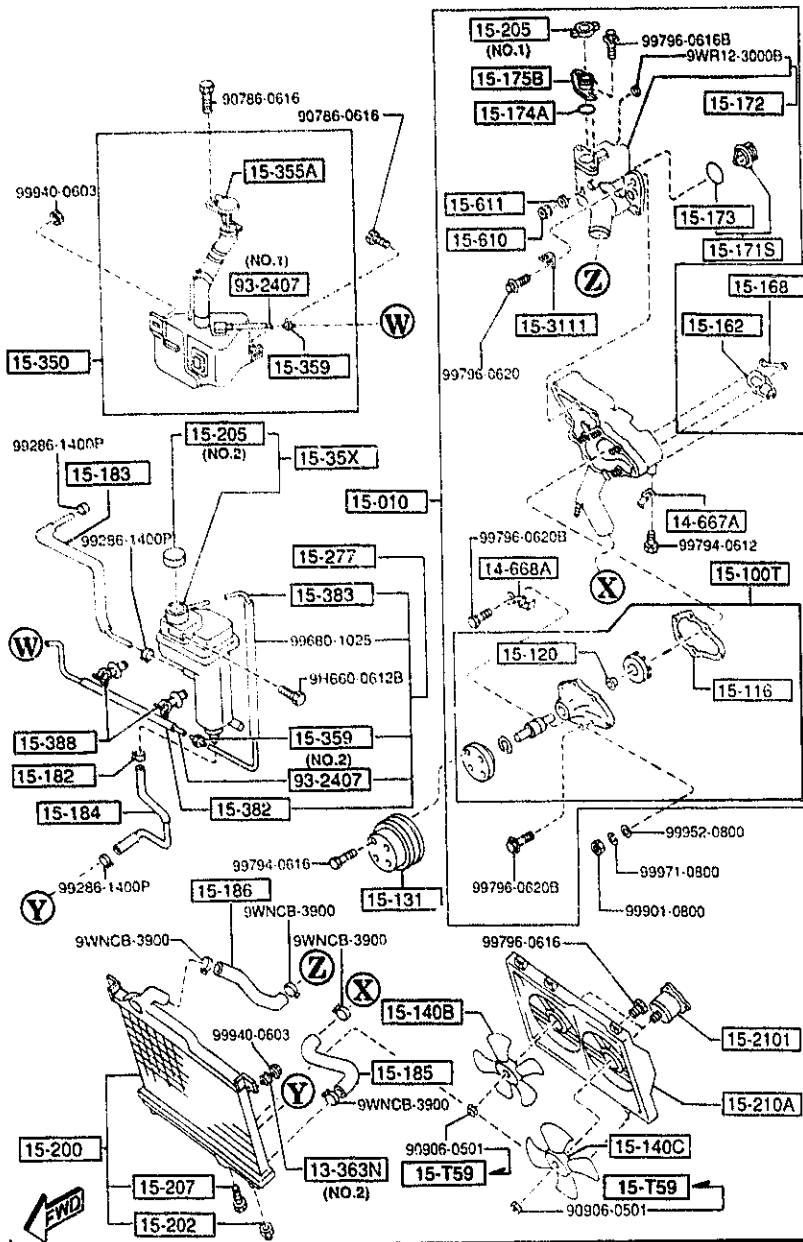 15-205
(NO.1)
99796-0616B
9WR12-3000B
15-175B
15-172
15-174A
90786-0616
90786-0616
15-355A
99940-0603
15-611
15-173
15-610
15-171S
(NO.1)
93-2407
Z
15-168
W
15-3111
15-162
15-350
15-359
99796-0620
15-205
(NO.2)
15-35X
99286-1400P
15-183
15-010
14-667A
99286-1400P
99796-0620B
99794-0612
15-277
14-668A
X
15-100T
15-383
W
99680-1025
15-120
9H660-0612B
15-116
15-388
15-359
(NO.2)
15-182
93-2407
15-184
15-382
99952-0800
99794-0616
99971-0800
Y
99286-1400P
15-186
15-131
99796-0620B
99901-0800
9WNCB-3900
9WNCB-3900
9WNCB-3900
Z
X
99796-0616
15-140B
15-2101
99940-0603
15-185
Y
9WNCB-3900
15-210A
90906-0501
15-140C
15-200
13-363N
(NO.2)
15-T59
15-T59
15-207
90906-0501
FWD
15-202